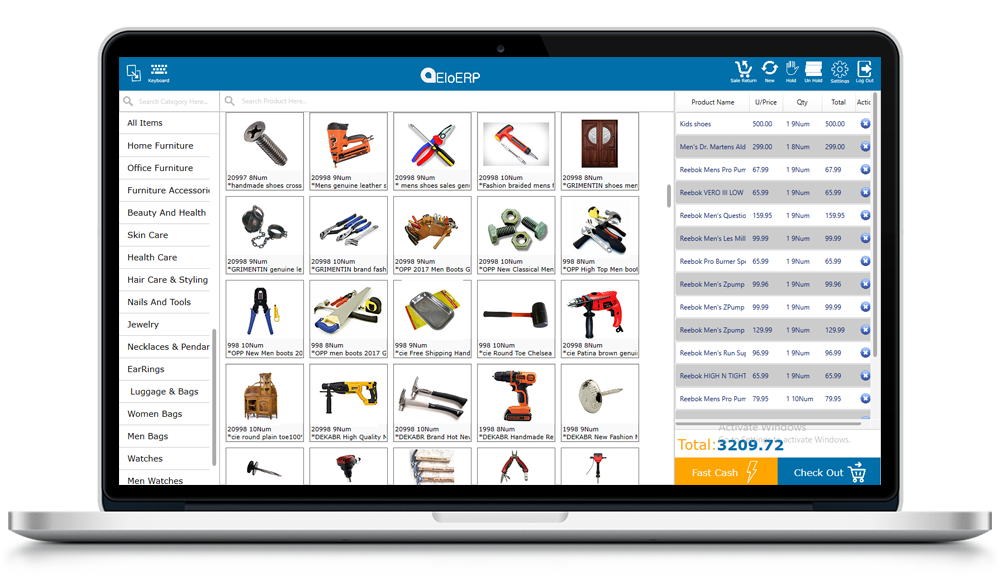 Keyboard
EloERP
Sale Return
New
Hold
Un Hold
Settings
Log Out
Search Category Here...
Search Product Here...
All Items
Home Furniture
Office Furniture
Furniture Accessori
Beauty And Health
Skin Care
Health Care
Hair Care & Styling
Nails And Tools
Jewelry
Necklaces & Pendar
EarRings
Luggage & Bags
Women Bags
Men Bags
Watches
Men Watches
20997 8Num
*handmade shoes cross
20998 9Num
*Mens genuine leather s
20998 9Num
* mens shoes sales gen
20998 10Num
*Fashion braided mens f
20998 8Num
*GRIMENTIN shoes men
20998 9Num
*GRIMENTIN genuine le
20998 10Num
*GRIMENTIN brand fash
20998 9Num
*OPP 2017 Men Boots G
20998 10Num
*OPP New Classical Men
20998 8Num
*OPP High Top Men boot
998 10Num
*OPP New Men boots 20
998 8Num
*OPP men boots 2017 G
998 9Num
*cie Free Shipping Hand
998 10Num
*cie Round Toe Chelsea
20998 9Num
*cie Patina brown genuin
20998 10Num
*cie round plain toe100°
998 9Num
*DEKABR High Quality N
998 10Num
*DEKABR Brand Hot Nev
1998 8Num
*DEKABR Handmade Re
1998 9Num
*DEKABR New Fashion N
Product Name U/Price Qty Total Actic
Kids shoes 500.00 1 9Num 500.00
Men's Dr. Martens Ald 299.00 1 8Num 299.00
Reebok Mens Pro Pum 67.99 1 9Num 67.99
Reebok VERO III LOW 65.99 1 9Num 65.99
Reebok Men's Questio 159.95 1 9Num 159.95
Reebok Men's Les Mill 99.99 1 9Num 99.99
Reebok Pro Burner Spe 65.99 1 9Num 65.99
Reebok Men's Zpump 99.96 1 9Num 99.96
Reebok Men's ZPump 99.99 1 9Num 99.99
Reebok Men's Zpump 129.99 1 9Num 129.99
Reebok Men's Run Sup 96.99 1 9Num 96.99
Reebok HIGH N TIGHT 65.99 1 9Num 65.99
Reebok Mens Pro Pum 79.95 1 10Num 79.95
Activate Windows
Go to Settings to activate Windows.
Total: 3209.72
Fast Cash
Check Out